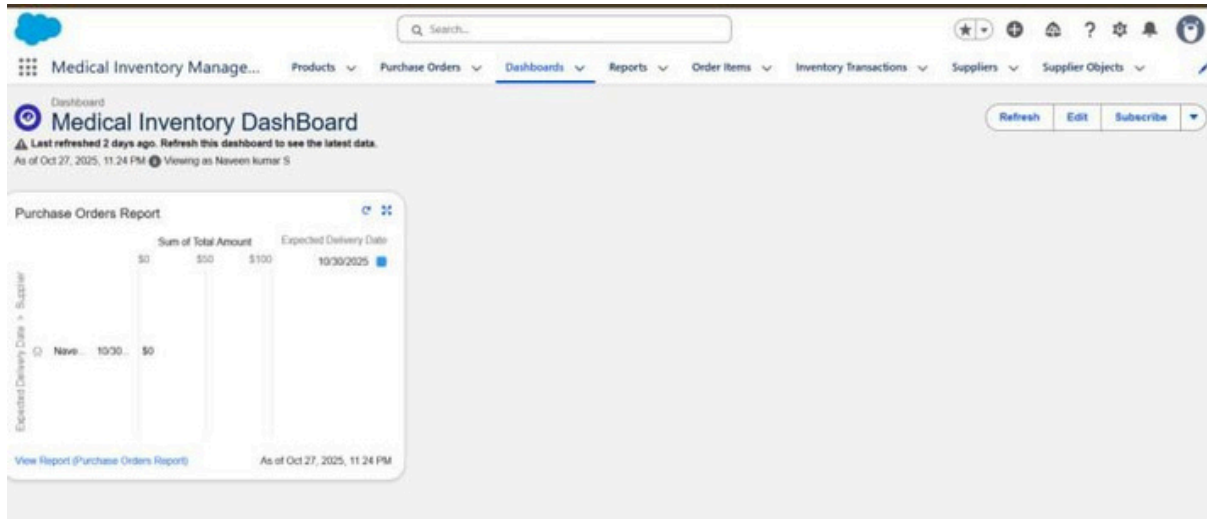 Search...
Medical Inventory Manage... Products Purchase Orders Dashboards Reports Order Items Inventory Transactions Suppliers Supplier Objects
Dashboard
Medical Inventory DashBoard
Refresh Edit Subscribe
Last refreshed 2 days ago. Refresh this dashboard to see the latest data.
As of Oct 27, 2025, 11:24 PM Viewing as Naveen kumar S
Purchase Orders Report
Sum of Total Amount Expected Delivery Date
$0 $50 $100 10/30/2025
Expected Delivery Date > Supplier
Nave... 10/30... $0
View Report (Purchase Orders Report) As of Oct 27, 2025, 11:24 PM